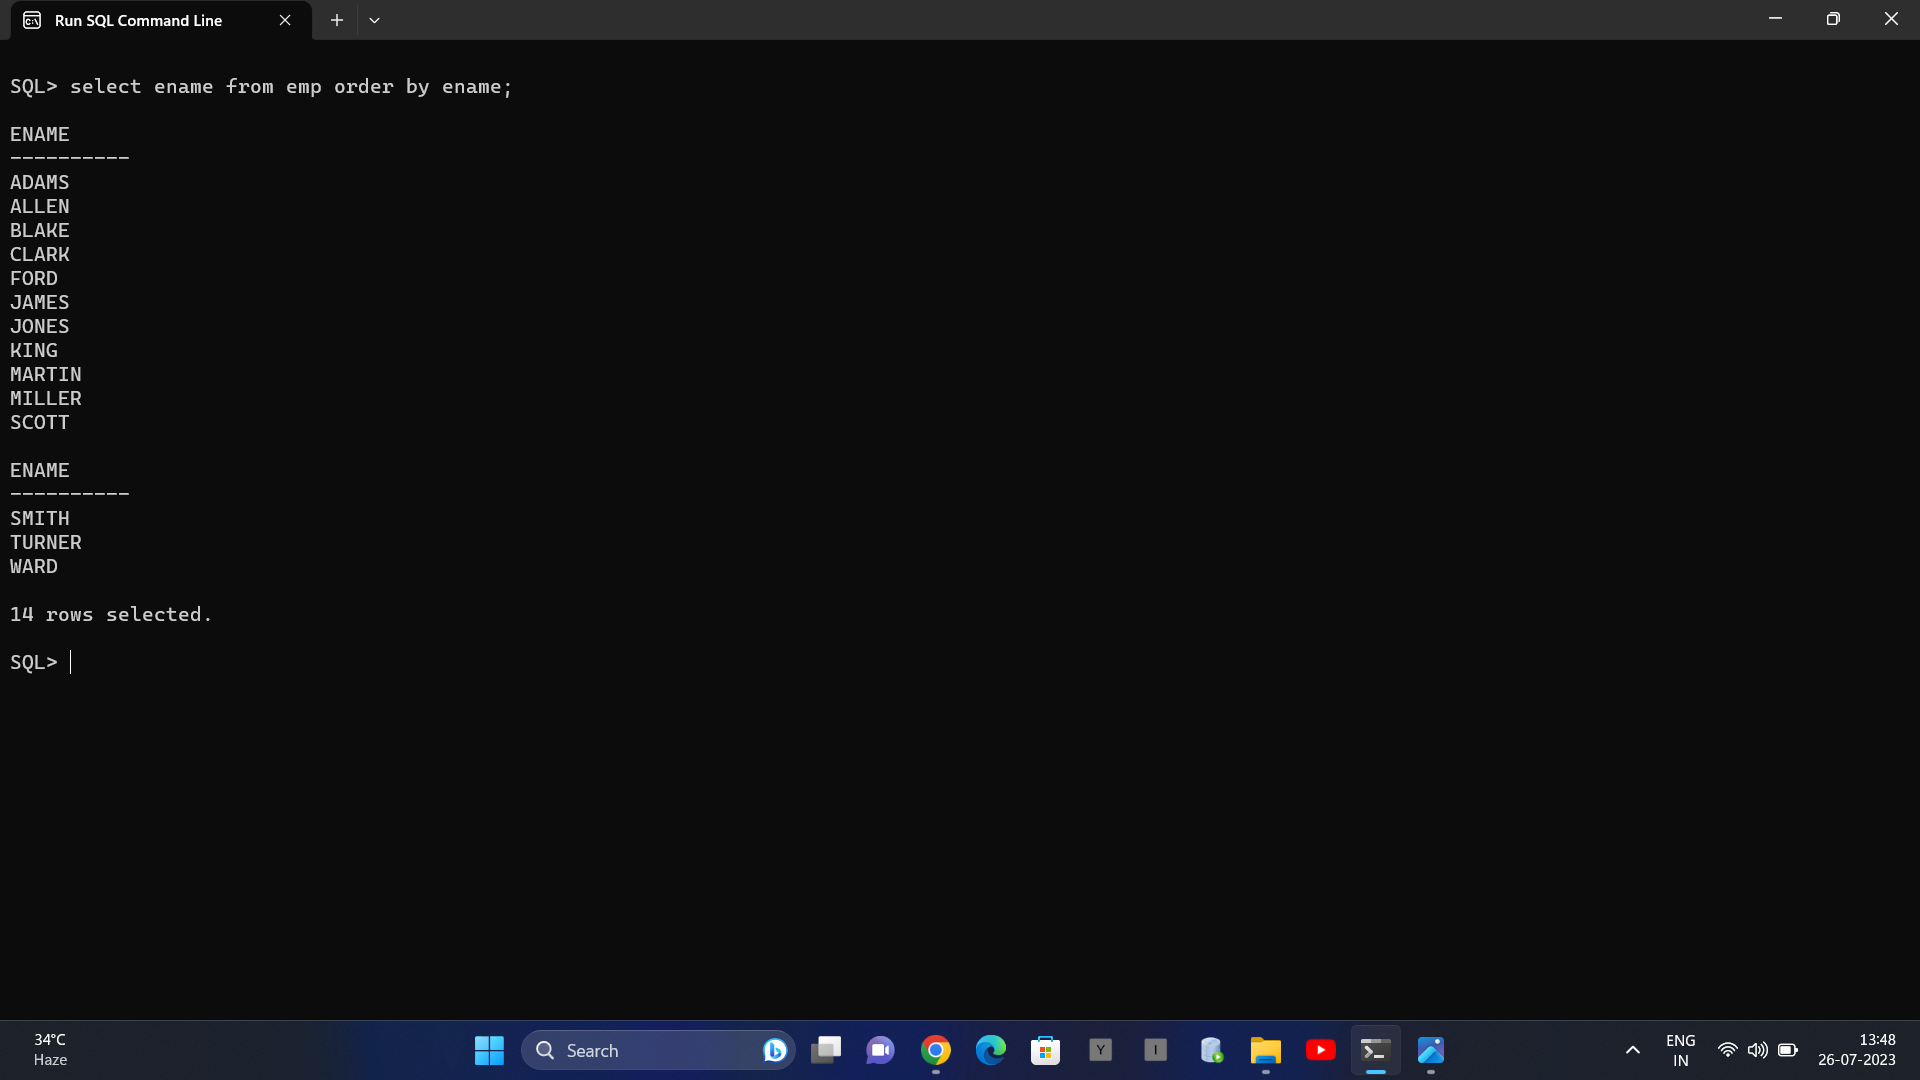 Run SQL Command Line
SQL> select ename from emp order by ename;
ENAME
----------
ADAMS
ALLEN
BLAKE
CLARK
FORD
JAMES
JONES
KING
MARTIN
MILLER
SCOTT
ENAME
----------
SMITH
TURNER
WARD
14 rows selected.
SQL>
34°C
Haze
Search
Y
I
ENG
IN
13:48
26-07-2023